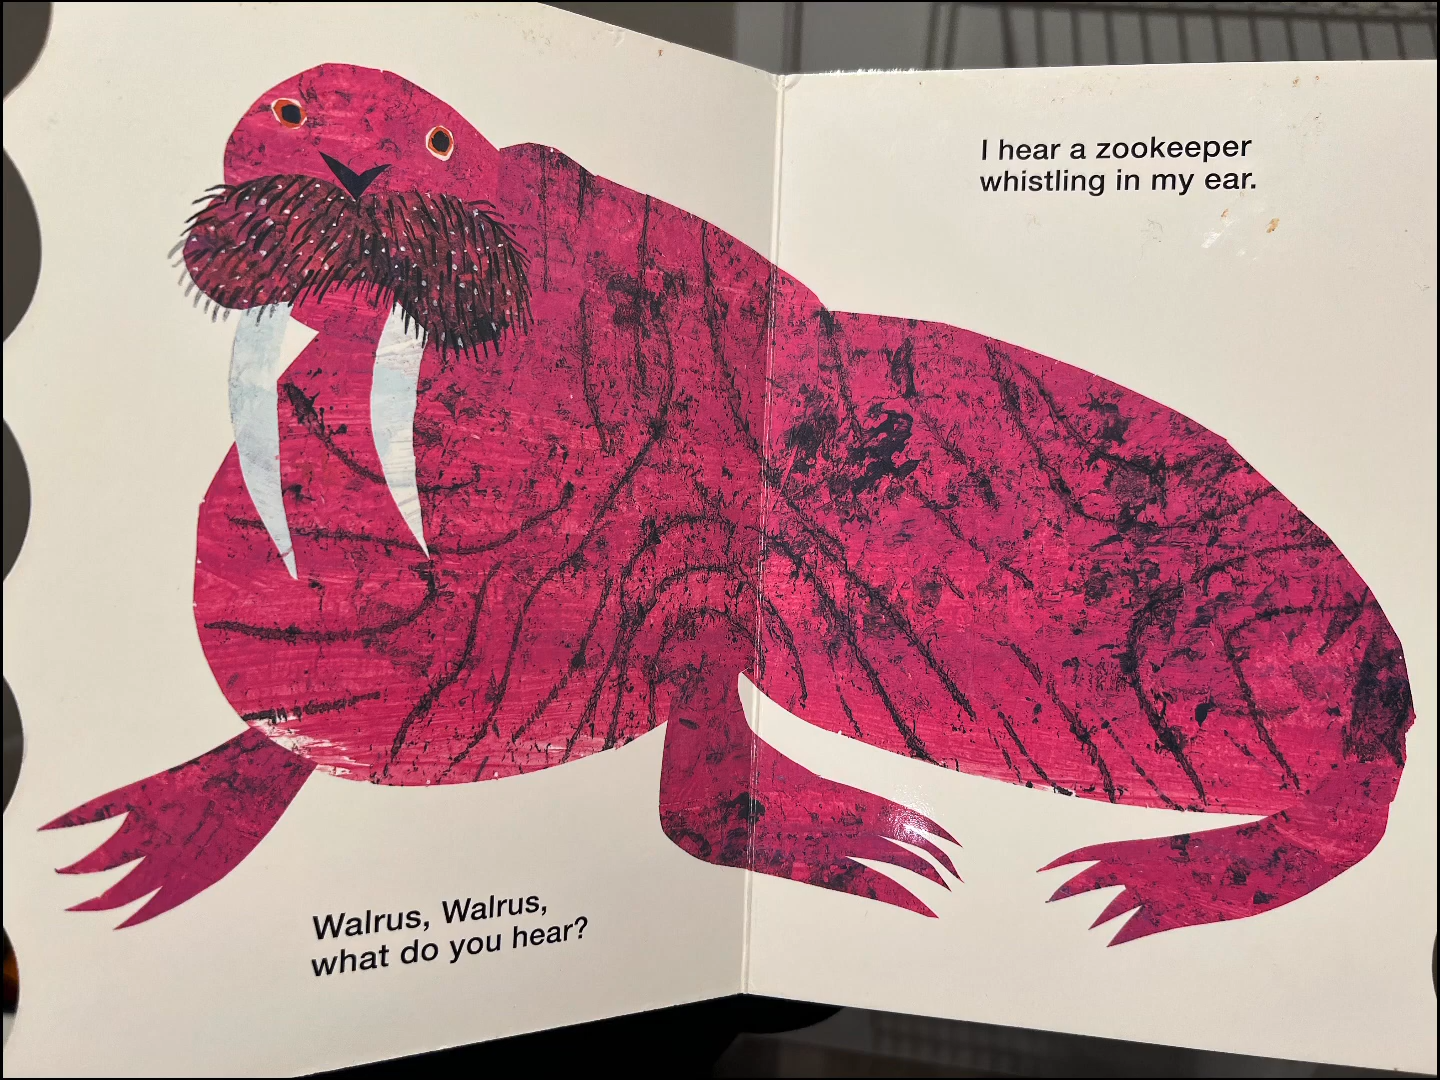 Walrus, Walrus,
what do you hear?
I hear a zookeeper
whistling in my ear.